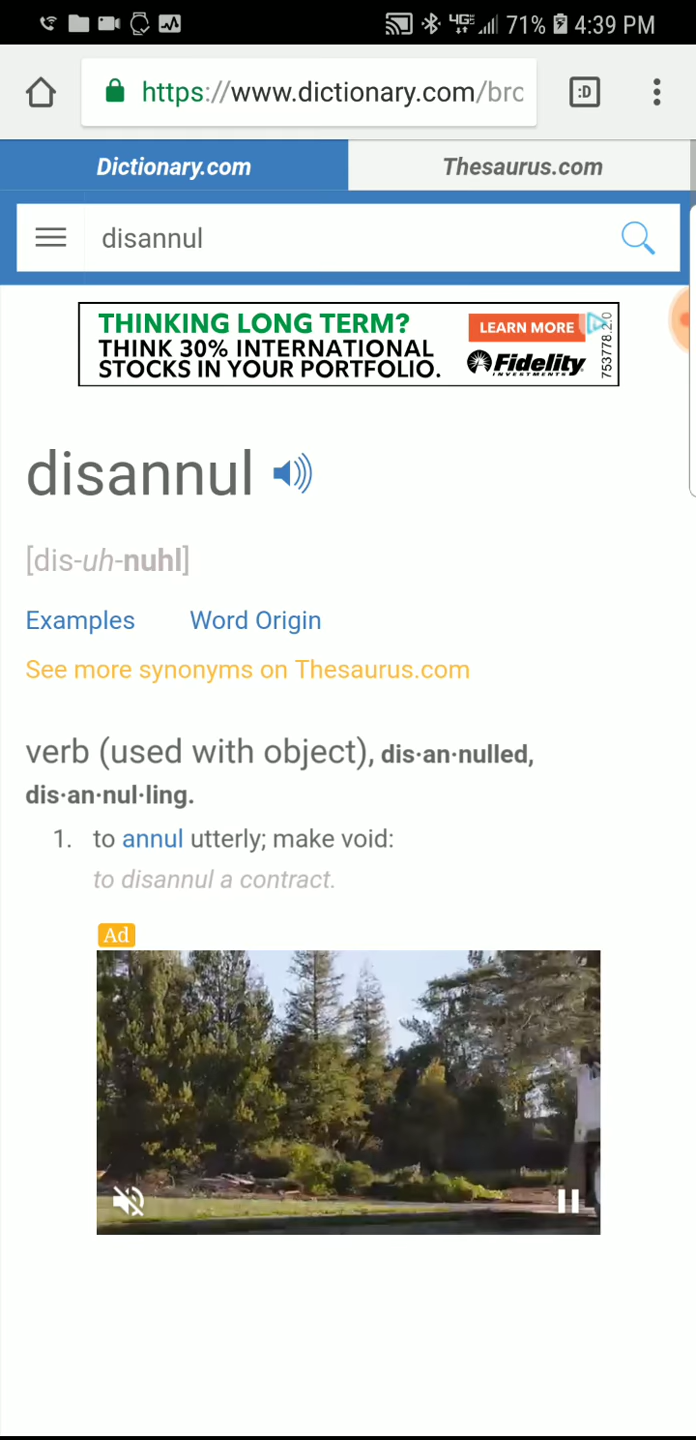 4GE 71% 4:39 PM
https://www.dictionary.com/brc :D
Dictionary.com Thesaurus.com
disannul
THINKING LONG TERM?
THINK 30% INTERNATIONAL
STOCKS IN YOUR PORTFOLIO.
LEARN MORE
Fidelity
INVESTMENTS
753778.2.0
disannul
[dis-uh-nuhl]
Examples Word Origin
See more synonyms on Thesaurus.com
verb (used with object), dis·an·nulled,
dis·an·nul·ling.
1. to annul utterly; make void:
to disannul a contract.
Ad